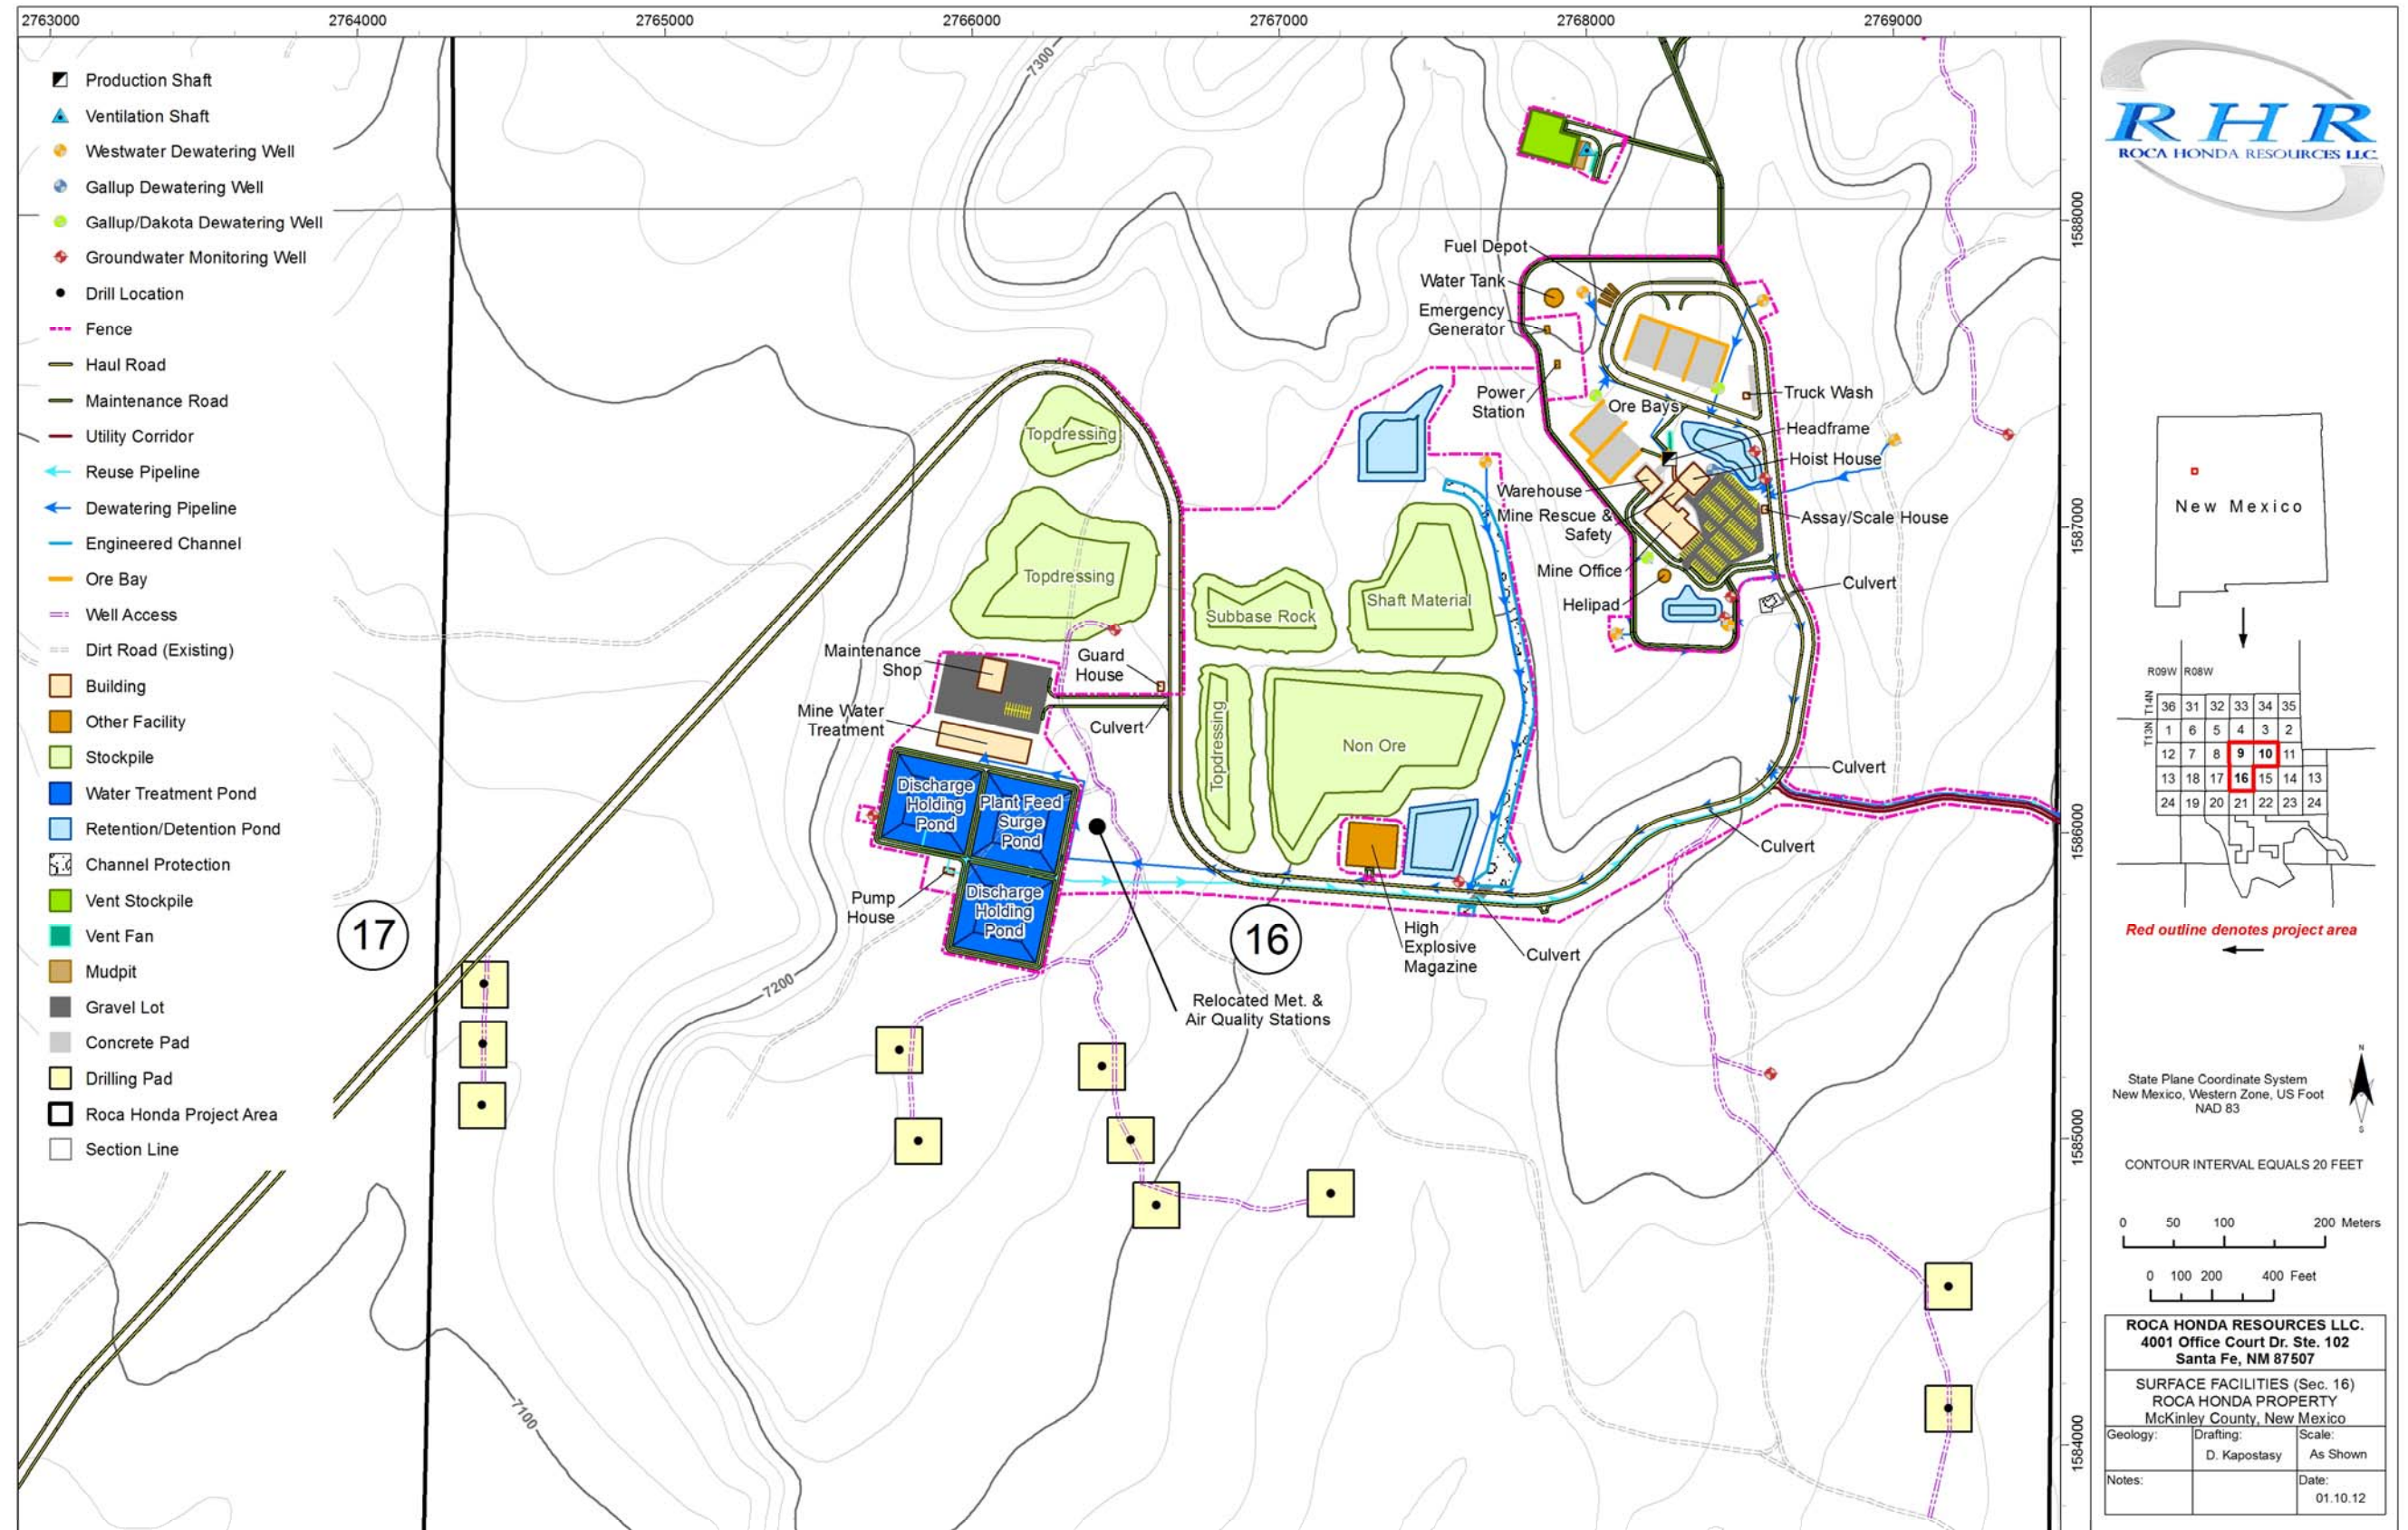 2763000
2764000
2765000
2766000
2767000
2768000
2769000
Production Shaft
Ventilation Shaft
Westwater Dewatering Well
Gallup Dewatering Well
Gallup/Dakota Dewatering Well
Groundwater Monitoring Well
Drill Location
Fence
Haul Road
Maintenance Road
Utility Corridor
Reuse Pipeline
Dewatering Pipeline
Engineered Channel
Ore Bay
Well Access
Dirt Road (Existing)
Building
Other Facility
Stockpile
Water Treatment Pond
Retention/Detention Pond
Channel Protection
Vent Stockpile
Vent Fan
Mudpit
Gravel Lot
Concrete Pad
Drilling Pad
Roca Honda Project Area
Section Line
7300
Fuel Depot
Water Tank
Emergency
Generator
Power
Station
Ore Bays
Truck Wash
Headframe
Hoist House
Warehouse
Mine Rescue &
Safety
Assay/Scale House
Mine Office
Helipad
Culvert
Topdressing
Topdressing
Subbase Rock
Shaft Material
Maintenance
Shop
Guard
House
Mine Water
Treatment
Culvert
Topdressing
Non Ore
Culvert
Discharge
Holding
Pond
Plant Feed
Surge
Pond
Culvert
Pump
House
Discharge
Holding
Pond
17
16
High
Explosive
Magazine
Culvert
7200
Relocated Met. &
Air Quality Stations
7100
1588000
1587000
1586000
1585000
1584000
RHR
ROCA HONDA RESOURCES LLC.
New Mexico
R09W R08W
T14N
T13N
36 31 32 33 34 35
1 6 5 4 3 2
12 7 8 9 10 11
13 18 17 16 15 14 13
24 19 20 21 22 23 24
Red outline denotes project area
N
S
State Plane Coordinate System
New Mexico, Western Zone, US Foot
NAD 83
CONTOUR INTERVAL EQUALS 20 FEET
0 50 100 200 Meters
0 100 200 400 Feet
ROCA HONDA RESOURCES LLC.
4001 Office Court Dr. Ste. 102
Santa Fe, NM 87507
SURFACE FACILITIES (Sec. 16)
ROCA HONDA PROPERTY
McKinley County, New Mexico
Geology:
Drafting:
D. Kapostasy
Scale:
As Shown
Notes:
Date:
01.10.12